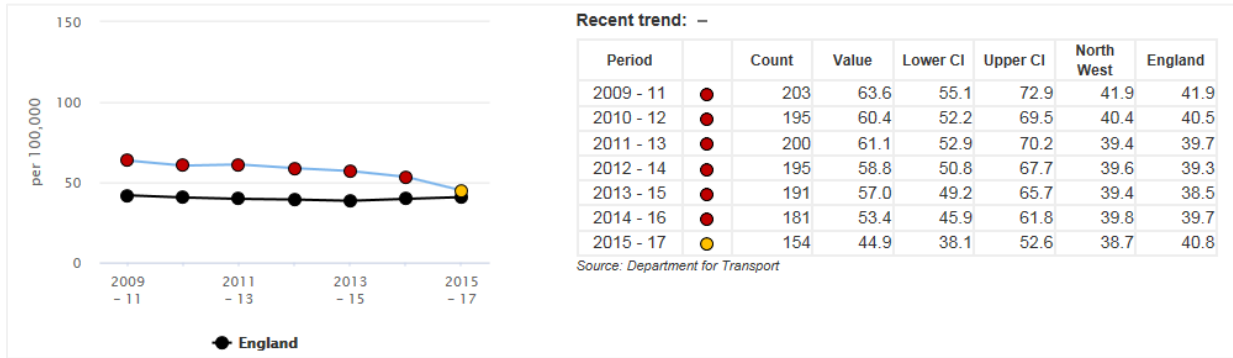 150
100
50
0
per 100,000
2009
– 11
2011
– 13
2013
– 15
2015
– 17
England
Recent trend: –
Period Count Value Lower CI Upper CI North West England
2009 - 11 203 63.6 55.1 72.9 41.9 41.9
2010 - 12 195 60.4 52.2 69.5 40.4 40.5
2011 - 13 200 61.1 52.9 70.2 39.4 39.7
2012 - 14 195 58.8 50.8 67.7 39.6 39.3
2013 - 15 191 57.0 49.2 65.7 39.4 38.5
2014 - 16 181 53.4 45.9 61.8 39.8 39.7
2015 - 17 154 44.9 38.1 52.6 38.7 40.8
Source: Department for Transport